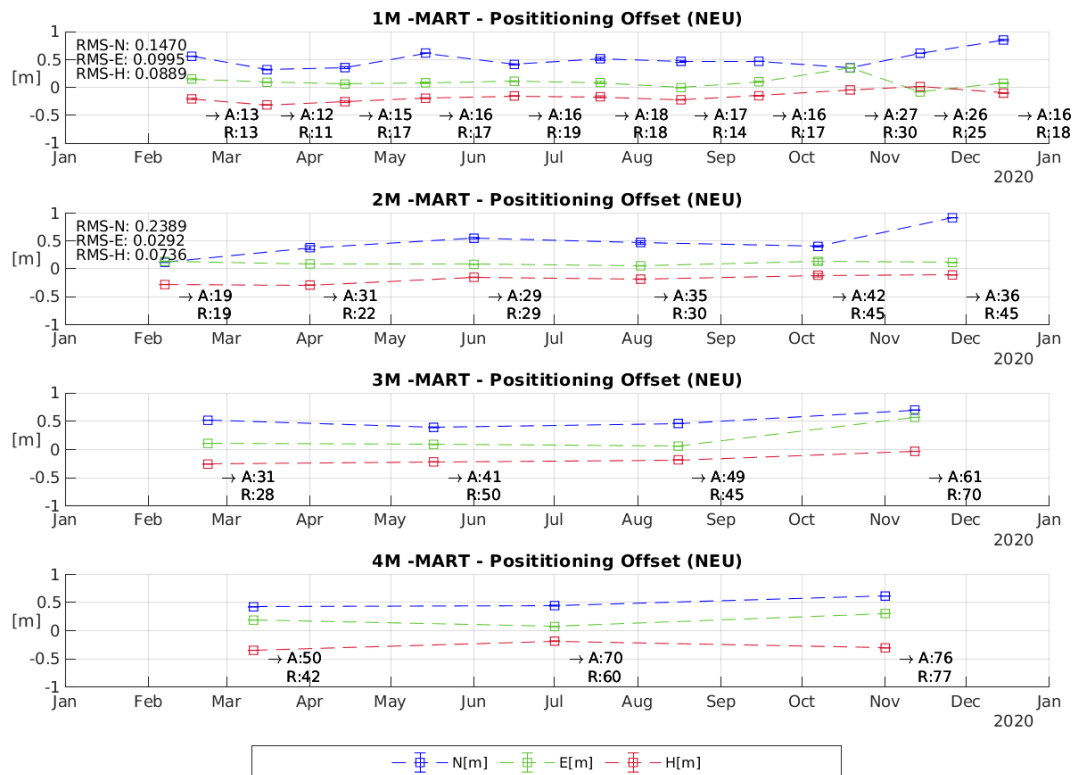 1M -MART - Posititioning Offset (NEU)
1
0.5
[m]
0
-0.5
-1
RMS-N: 0.1470
RMS-E: 0.0995
RMS-H: 0.0889
→ A:13 → A:12 → A:15 → A:16 → A:16 → A:18 → A:17 → A:16 → A:27 → A:26 → A:16
R:13 R:11 R:17 R:17 R:19 R:18 R:14 R:17 R:30 R:25 R:18
Jan Feb Mar Apr May Jun Jul Aug Sep Oct Nov Dec Jan
2020
2M -MART - Posititioning Offset (NEU)
1
0.5
[m]
0
-0.5
-1
RMS-N: 0.2389
RMS-E: 0.0292
RMS-H: 0.0736
→ A:19 → A:31 → A:29 → A:35 → A:42 → A:36
R:19 R:22 R:29 R:30 R:45 R:45
Jan Feb Mar Apr May Jun Jul Aug Sep Oct Nov Dec Jan
2020
3M -MART - Posititioning Offset (NEU)
1
0.5
[m]
0
-0.5
-1
→ A:31 → A:41 → A:49 → A:61
R:28 R:50 R:45 R:70
Jan Feb Mar Apr May Jun Jul Aug Sep Oct Nov Dec Jan
2020
4M -MART - Posititioning Offset (NEU)
1
0.5
[m]
0
-0.5
-1
→ A:50 → A:70 → A:76
R:42 R:60 R:77
Jan Feb Mar Apr May Jun Jul Aug Sep Oct Nov Dec Jan
2020
N[m] E[m] H[m]